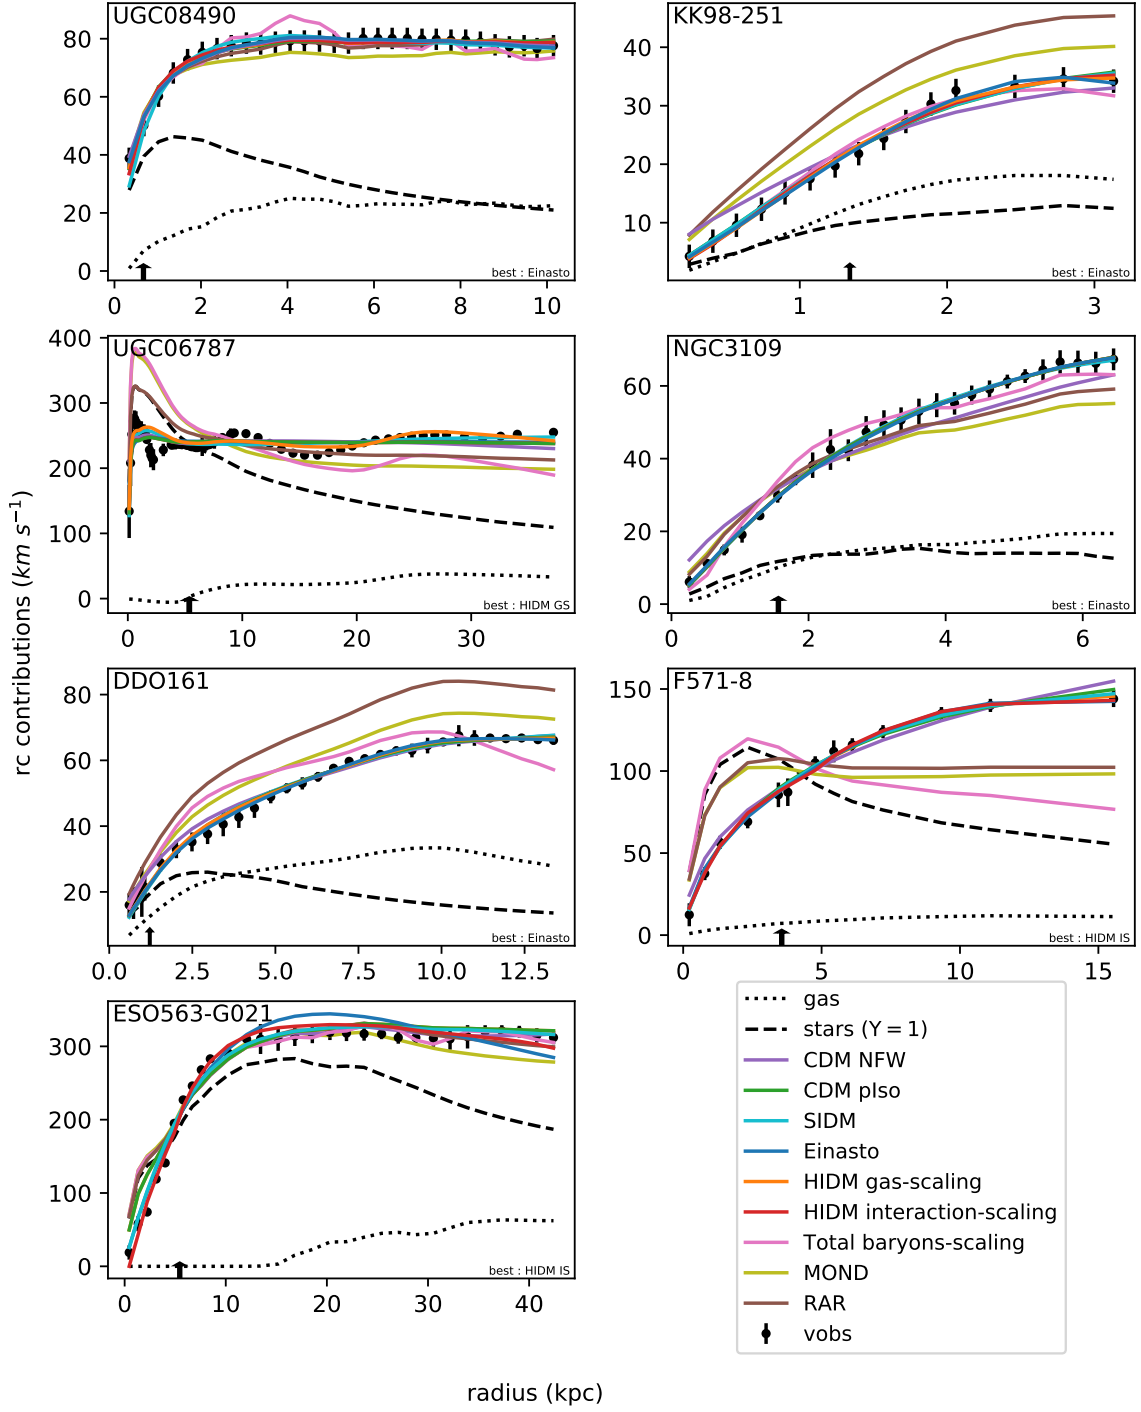 UGC08490
80
60
40
20
0
best : Einasto
0 2 4 6 8 10
KK98-251
40
30
20
10
best : Einasto
1 2 3
UGC06787
400
300
200
100
0
best : HIDM GS
0 10 20 30
NGC3109
60
40
20
0
best : Einasto
0 2 4 6
DDO161
80
60
40
20
best : Einasto
0.0 2.5 5.0 7.5 10.0 12.5
F571-8
150
100
50
0
best : HIDM IS
0 5 10 15
ESO563-G021
300
200
100
0
best : HIDM IS
0 10 20 30 40
gas
stars (Υ = 1)
CDM NFW
CDM pIso
SIDM
Einasto
HIDM gas-scaling
HIDM interaction-scaling
Total baryons-scaling
MOND
RAR
vobs
rc contributions (km s⁻¹)
radius (kpc)